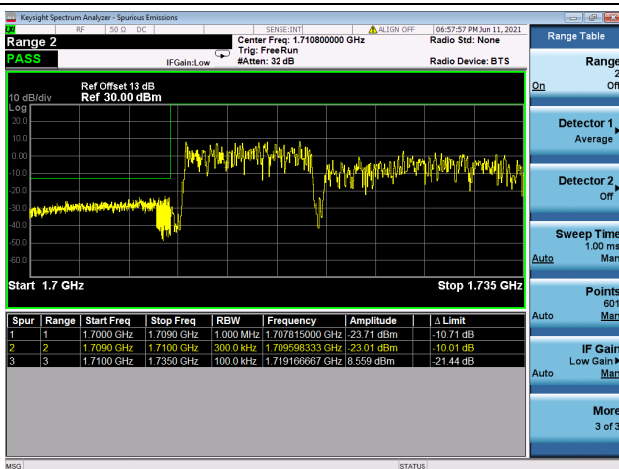 Keysight Spectrum Analyzer - Spurious Emissions
RF 50 Ω DC SENSE:INT ALIGN OFF 06:57:57 PM Jun 11, 2021
Range 2 Center Freq: 1.710800000 GHz Radio Std: None
Trig: FreeRun
PASS IFGain:Low #Atten: 32 dB Radio Device: BTS
Ref Offset 13 dB
10 dB/div Ref 30.00 dBm
Log
20.0
10.0
0.00
-10.0
-20.0
-30.0
-40.0
-50.0
-60.0
Start 1.7 GHz Stop 1.735 GHz
Spur Range Start Freq Stop Freq RBW Frequency Amplitude Δ Limit
1 1 1.7000 GHz 1.7090 GHz 1.000 MHz 1.707815000 GHz -23.71 dBm -10.71 dB
2 2 1.7090 GHz 1.7100 GHz 300.0 kHz 1.709598333 GHz -23.01 dBm -10.01 dB
3 3 1.7100 GHz 1.7350 GHz 100.0 kHz 1.719166667 GHz 8.559 dBm -21.44 dB
MSG STATUS
Range Table
Range
2
On Off
Detector 1
Average
Detector 2
Off
Sweep Time
1.00 ms
Auto Man
Points
601
Auto Man
IF Gain
Low Gain
Auto Man
More
3 of 3